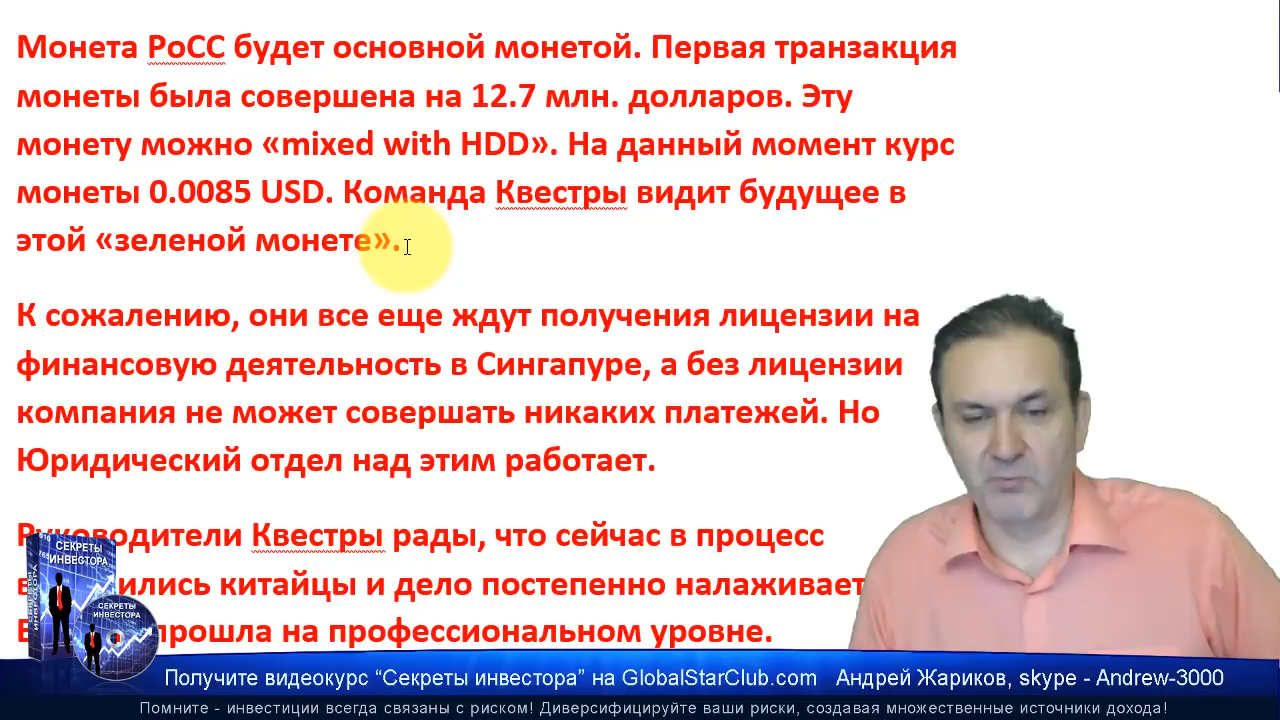 Монета РоСС будет основной монетой. Первая транзакция
монеты была совершена на 12.7 млн. долларов. Эту
монету можно «mixed with HDD». На данный момент курс
монеты 0.0085 USD. Команда Квестры видит будущее в
этой «зеленой монете».
К сожалению, они все еще ждут получения лицензии на
финансовую деятельность в Сингапуре, а без лицензии
компания не может совершать никаких платежей. Но
Юридический отдел над этим работает.
Руководители Квестры рады, что сейчас в процесс
китайцы и дело постепенно
прошла на профессиональном уровне.
СЕКРЕТЫ
ИНВЕСТОРА
СЕКРЕТЫ
ИНВЕСТОРА
Получите видеокурс “Секреты инвестора” на GlobalStarClub.com Андрей Жариков, skype - Andrew-3000
Помните - инвестиции всегда связаны с риском! Диверсифицируйте ваши риски, создавая множественные источники дохода!